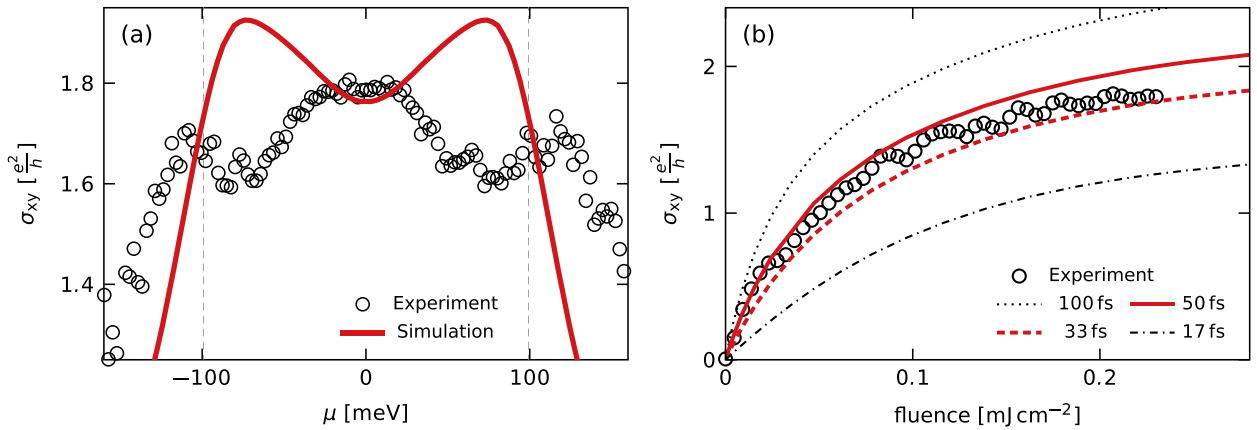 (a)
σxy [e²/h]
1.8
1.6
1.4
−100
0
100
μ [meV]
Experiment
Simulation
(b)
σxy [e²/h]
2
1
0
0
0.1
0.2
fluence [mJ cm⁻²]
Experiment
100 fs 50 fs
33 fs 17 fs